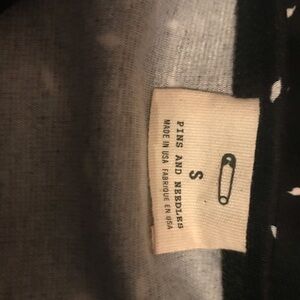 S
PINS AND NEEDLES
MADE IN USA FABRIQUE EN USA